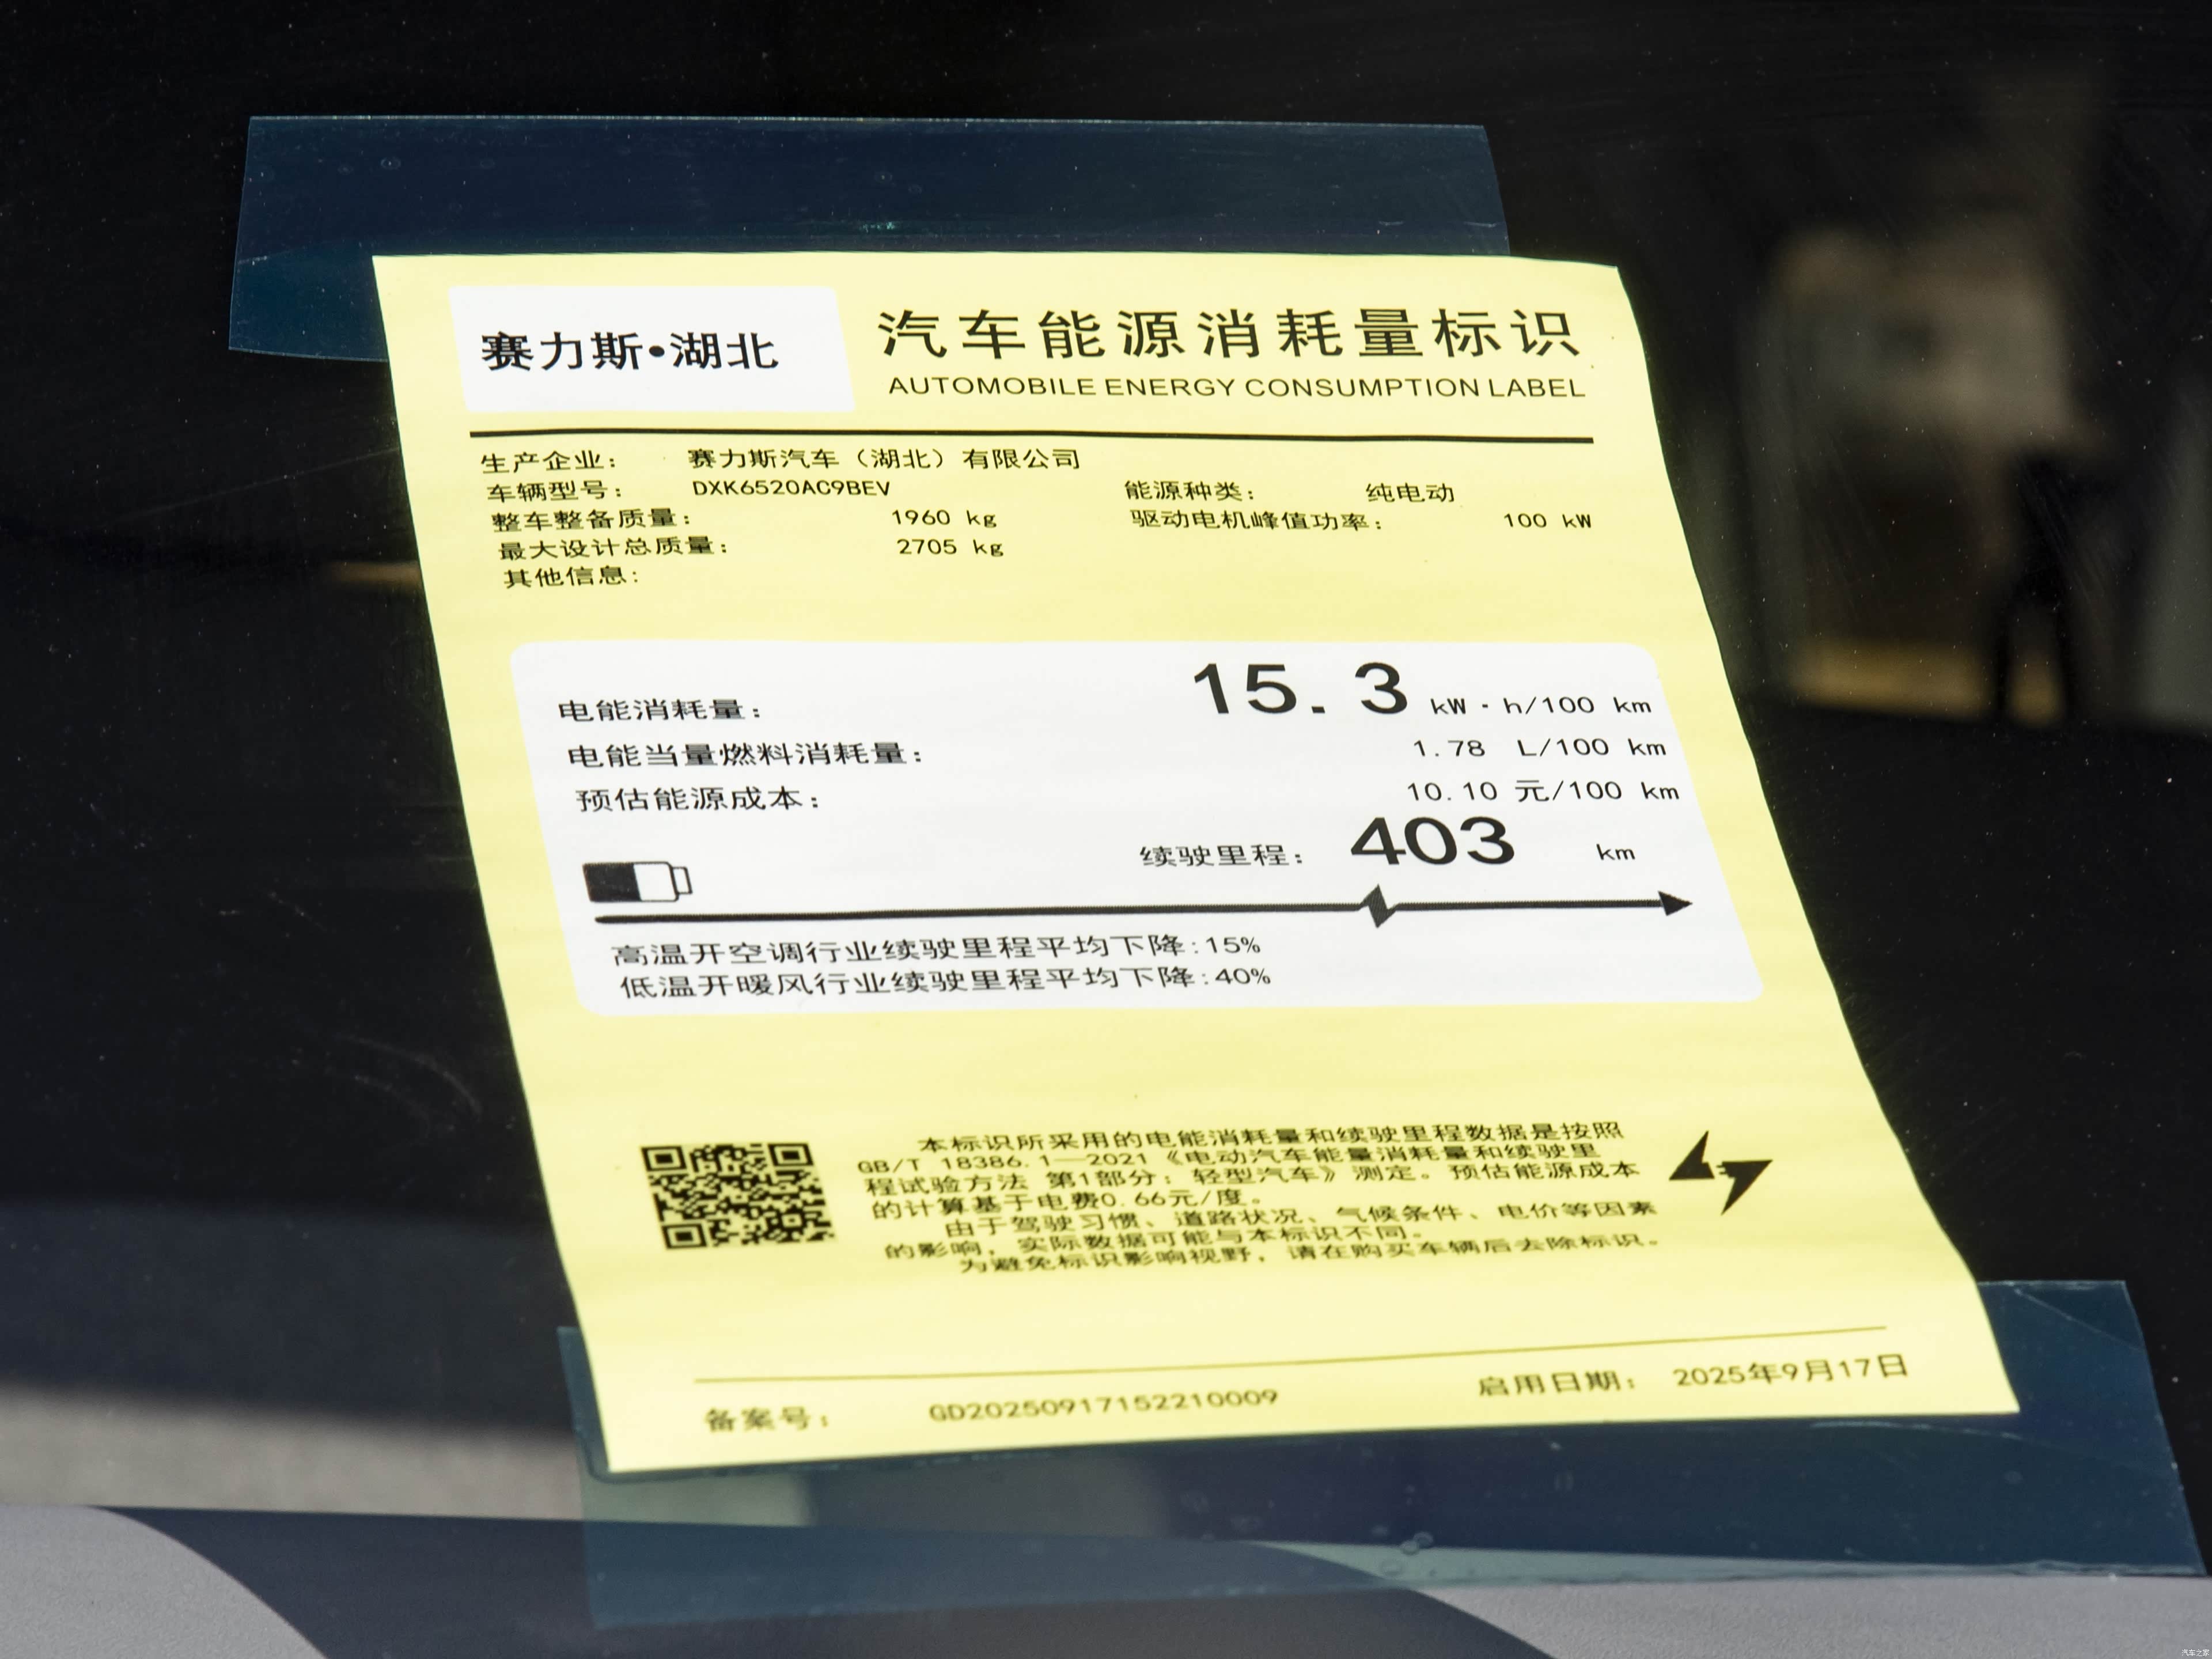 赛力斯•湖北
汽车能源消耗量标识
AUTOMOBILE ENERGY CONSUMPTION LABEL
生产企业： 赛力斯汽车（湖北）有限公司
车辆型号： DXK6520AC9BEV 能源种类： 纯电动
整车整备质量： 1960 kg 驱动电机峰值功率： 100 kW
最大设计总质量： 2705 kg
其他信息：
电能消耗量： 15.3 kW·h/100 km
电能当量燃料消耗量： 1.78 L/100 km
预估能源成本： 10.10 元/100 km
续驶里程： 403 km
高温开空调行业续驶里程平均下降:15%
低温开暖风行业续驶里程平均下降:40%
本标识所采用的电能消耗量和续驶里程数据是按照
GB/T 18386.1—2021《电动汽车能量消耗量和续驶里
程试验方法 第1部分：轻型汽车》测定。预估能源成本
的计算基于电费0.66元/度。
由于驾驶习惯、道路状况、气候条件、电价等因素
的影响，实际数据可能与本标识不同。
为避免标识影响视野，请在购买车辆后去除标识。
备案号： GD20250917152210009 启用日期： 2025年9月17日
汽车之家